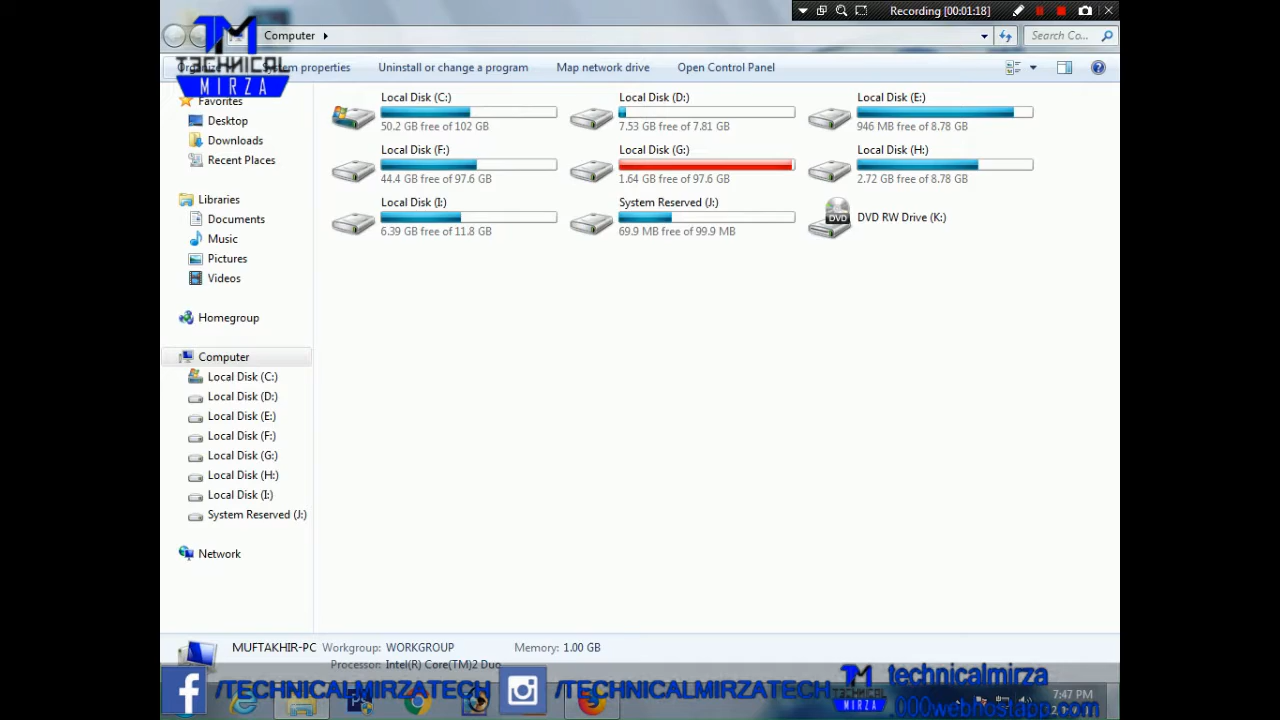 Recording [00:01:18]
TM
TECHNICAL
MIRZA
Computer
Search Co...
System properties
Uninstall or change a program
Map network drive
Open Control Panel
Favorites
Desktop
Downloads
Recent Places
Libraries
Documents
Music
Pictures
Videos
Homegroup
Computer
Local Disk (C:)
Local Disk (D:)
Local Disk (E:)
Local Disk (F:)
Local Disk (G:)
Local Disk (H:)
Local Disk (I:)
System Reserved (J:)
Network
Local Disk (C:)
50.2 GB free of 102 GB
Local Disk (D:)
7.53 GB free of 7.81 GB
Local Disk (E:)
946 MB free of 8.78 GB
Local Disk (F:)
44.4 GB free of 97.6 GB
Local Disk (G:)
1.64 GB free of 97.6 GB
Local Disk (H:)
2.72 GB free of 8.78 GB
Local Disk (I:)
6.39 GB free of 11.8 GB
System Reserved (J:)
69.9 MB free of 99.9 MB
DVD
DVD RW Drive (K:)
MUFTAKHIR-PC Workgroup: WORKGROUP Memory: 1.00 GB
Processor: Intel(R) Core(TM)2 Duo
/TECHNICALMIRZATECH
/TECHNICALMIRZATECH
TM
TECHNICAL
MIRZA
technicalmirza
.000webhostapp.com
7:47 PM